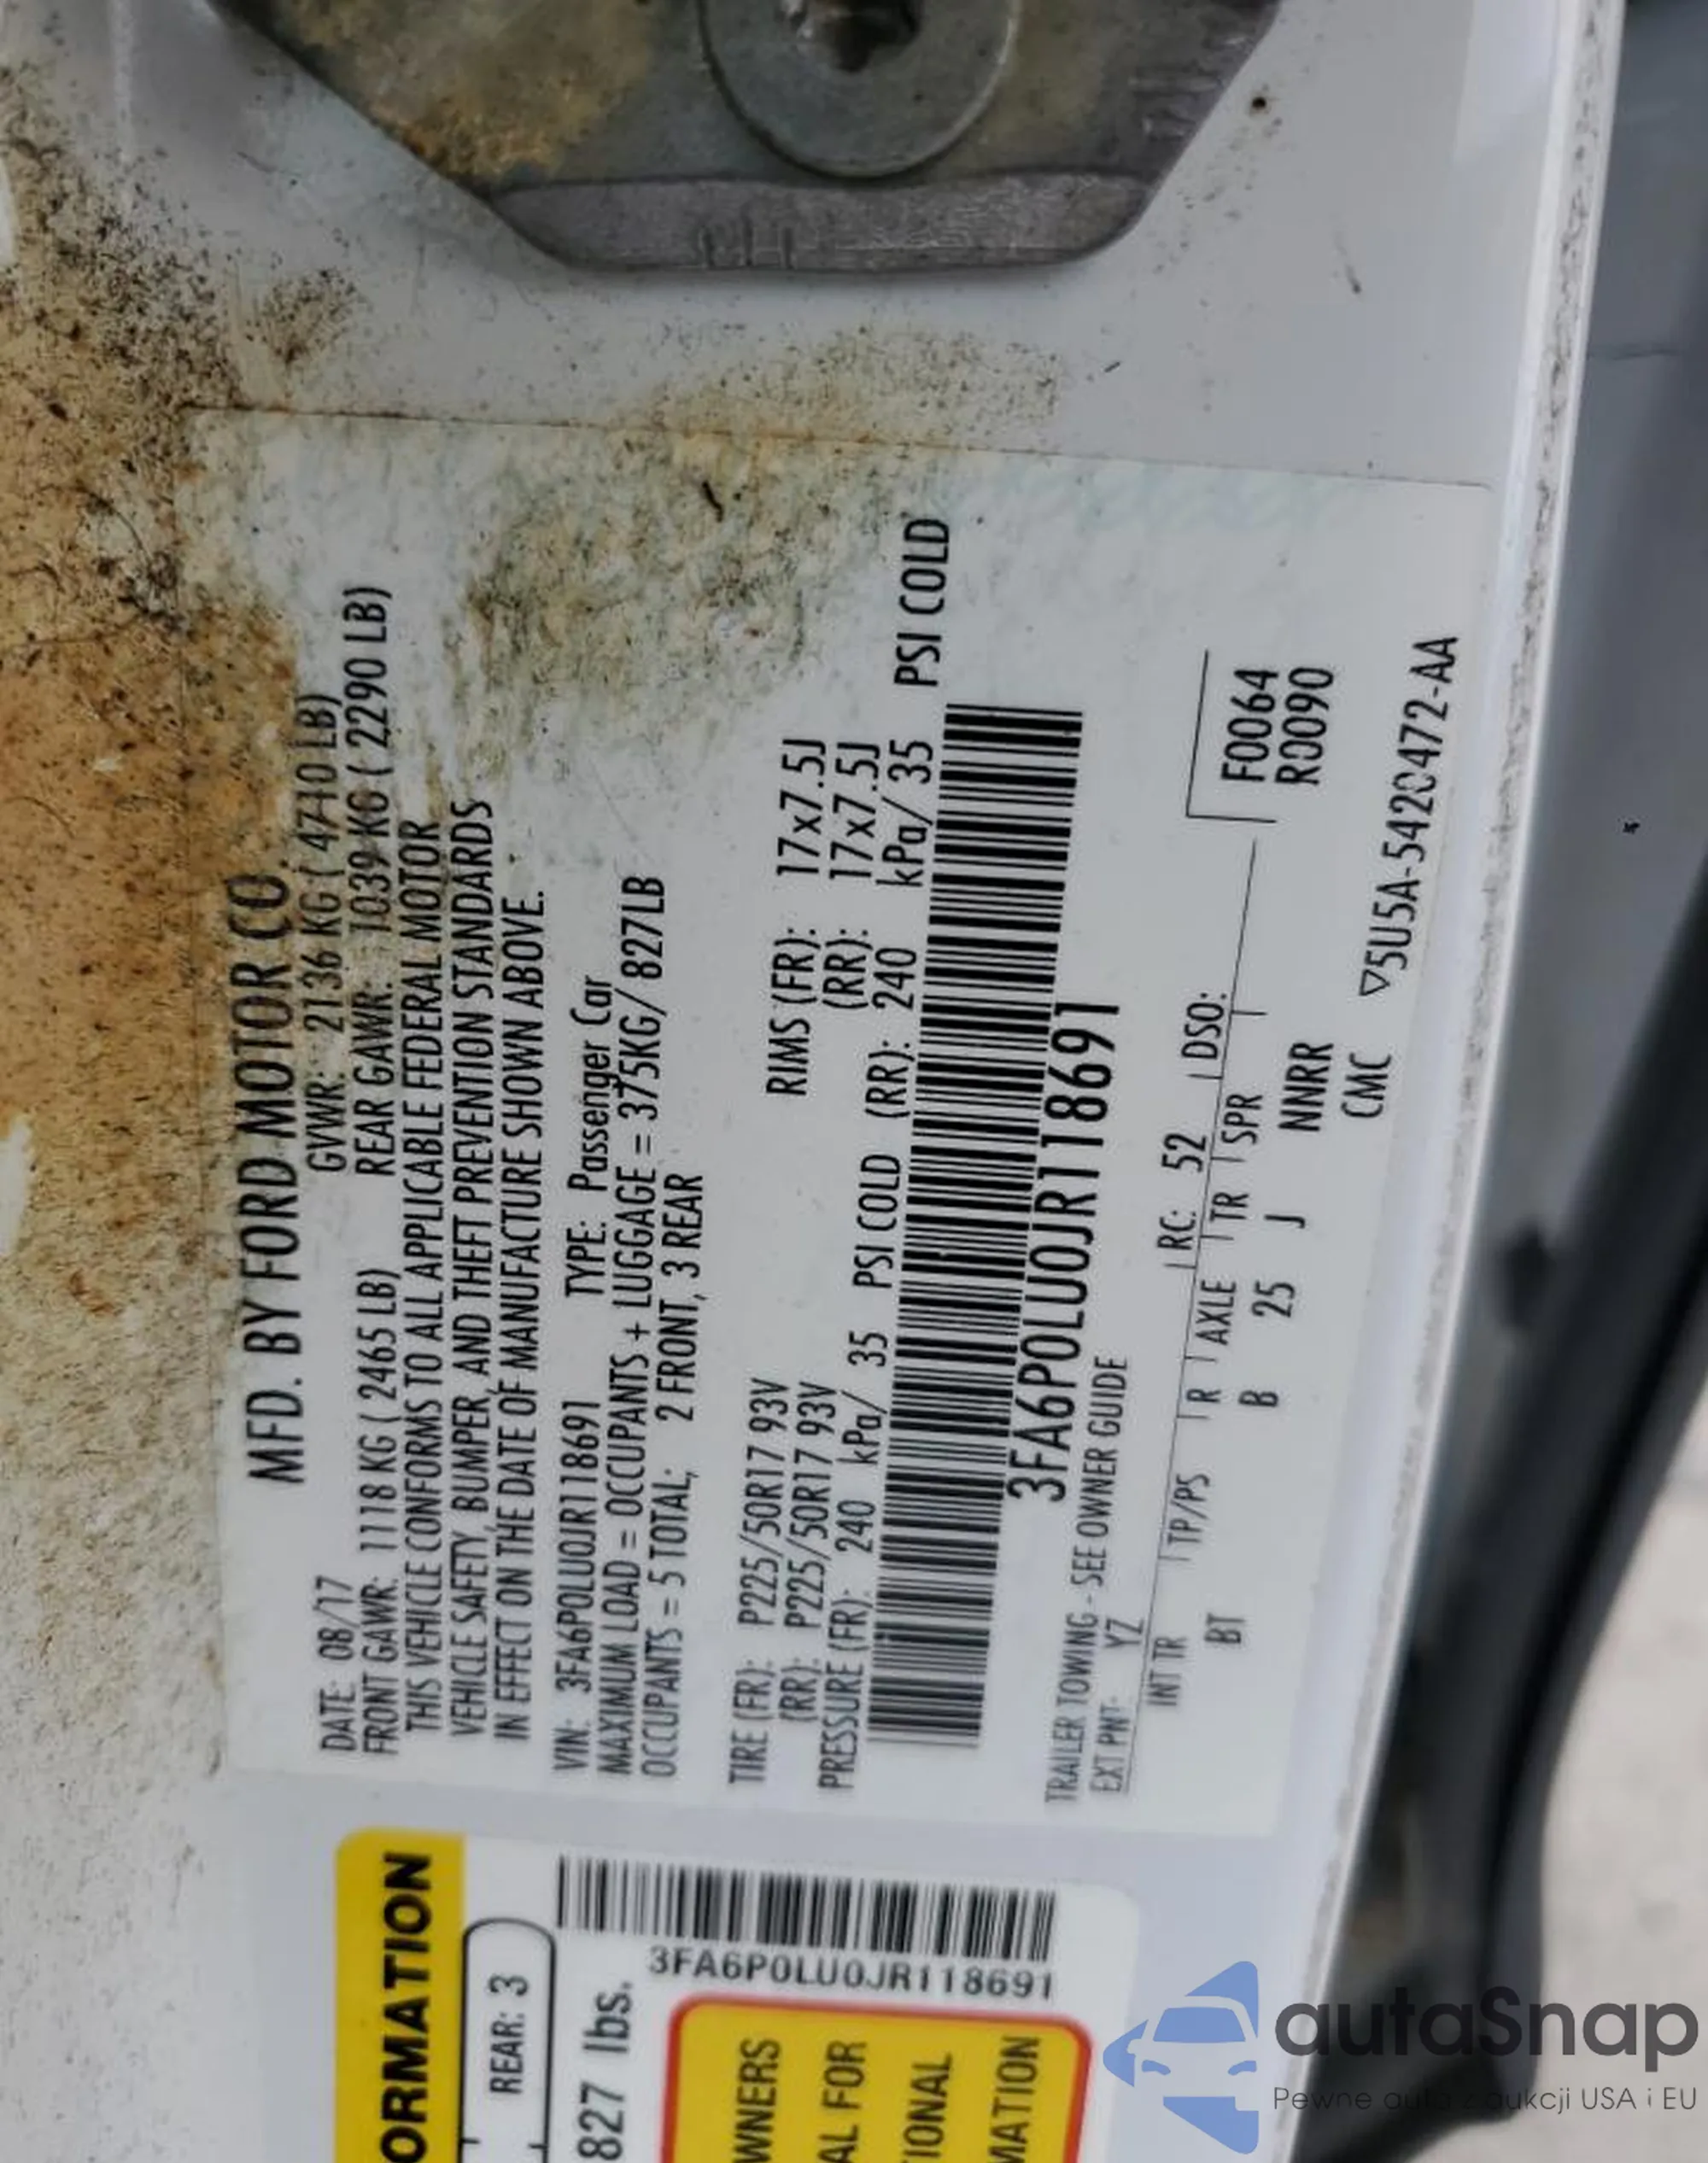 MFD. BY FORD MOTOR CO.
DATE: 08/17 GVWR: 2136 KG ( 4710 LB)
FRONT GAWR: 1118 KG ( 2465 LB) REAR GAWR: 1039 KG ( 2290 LB)
THIS VEHICLE CONFORMS TO ALL APPLICABLE FEDERAL MOTOR
VEHICLE SAFETY, BUMPER, AND THEFT PREVENTION STANDARDS
IN EFFECT ON THE DATE OF MANUFACTURE SHOWN ABOVE.
VIN: 3FA6P0LU0JR118691 TYPE: Passenger Car
MAXIMUM LOAD = OCCUPANTS + LUGGAGE = 375KG/ 827LB
OCCUPANTS = 5 TOTAL; 2 FRONT, 3 REAR
TIRE (FR): P225/50R17 93V RIMS (FR): 17x7.5J
(RR): P225/50R17 93V (RR): 17x7.5J
PRESSURE (FR): 240 kPa/ 35 PSI COLD (RR): 240 kPa/ 35 PSI COLD
3FA6P0LU0JR118691
TRAILER TOWING - SEE OWNER GUIDE
EXT PNT: YZ RC: 52 DSO:
INT TR TP/PS R AXLE TR SPR
BT B 25 J NNRR
F0064
R0090
CMC ▽5U5A-5420472-AA
ORMATION
REAR: 3
827 lbs.
3FA6P0LU0JR118691
WNERS
AL FOR
IONAL
MATION
autaSnap
Pewne auta z aukcji USA i EU